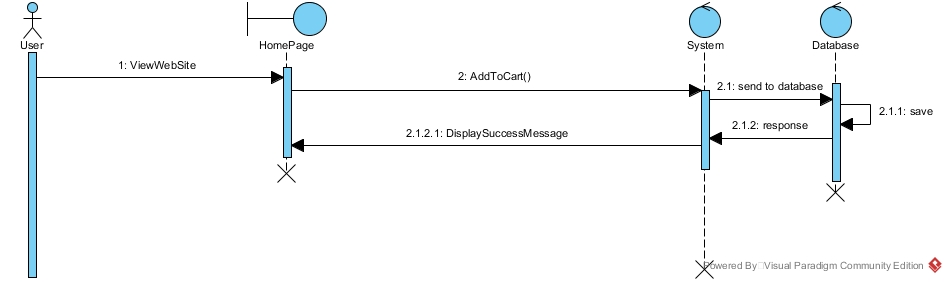 User
HomePage
System
Database
1: ViewWebSite
2: AddToCart()
2.1: send to database
2.1.1: save
2.1.2: response
2.1.2.1: DisplaySuccessMessage
Powered By Visual Paradigm Community Edition